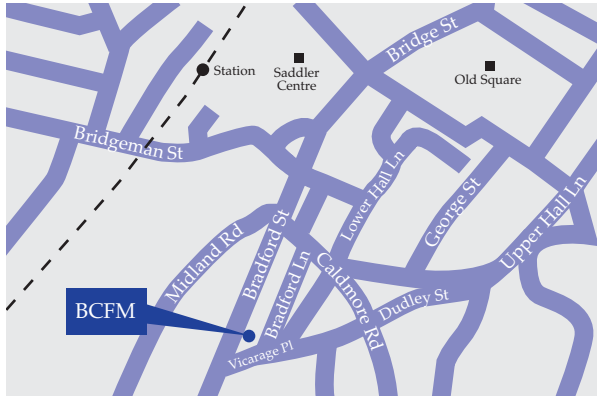 Bridge St
Station
Saddler
Centre
Old Square
Bridgeman St
Lower Hall Ln
George St
Upper Hall Ln
Midland Rd
Bradford St
Bradford Ln
Caldmore Rd
Dudley St
BCFM
Vicarage Pl